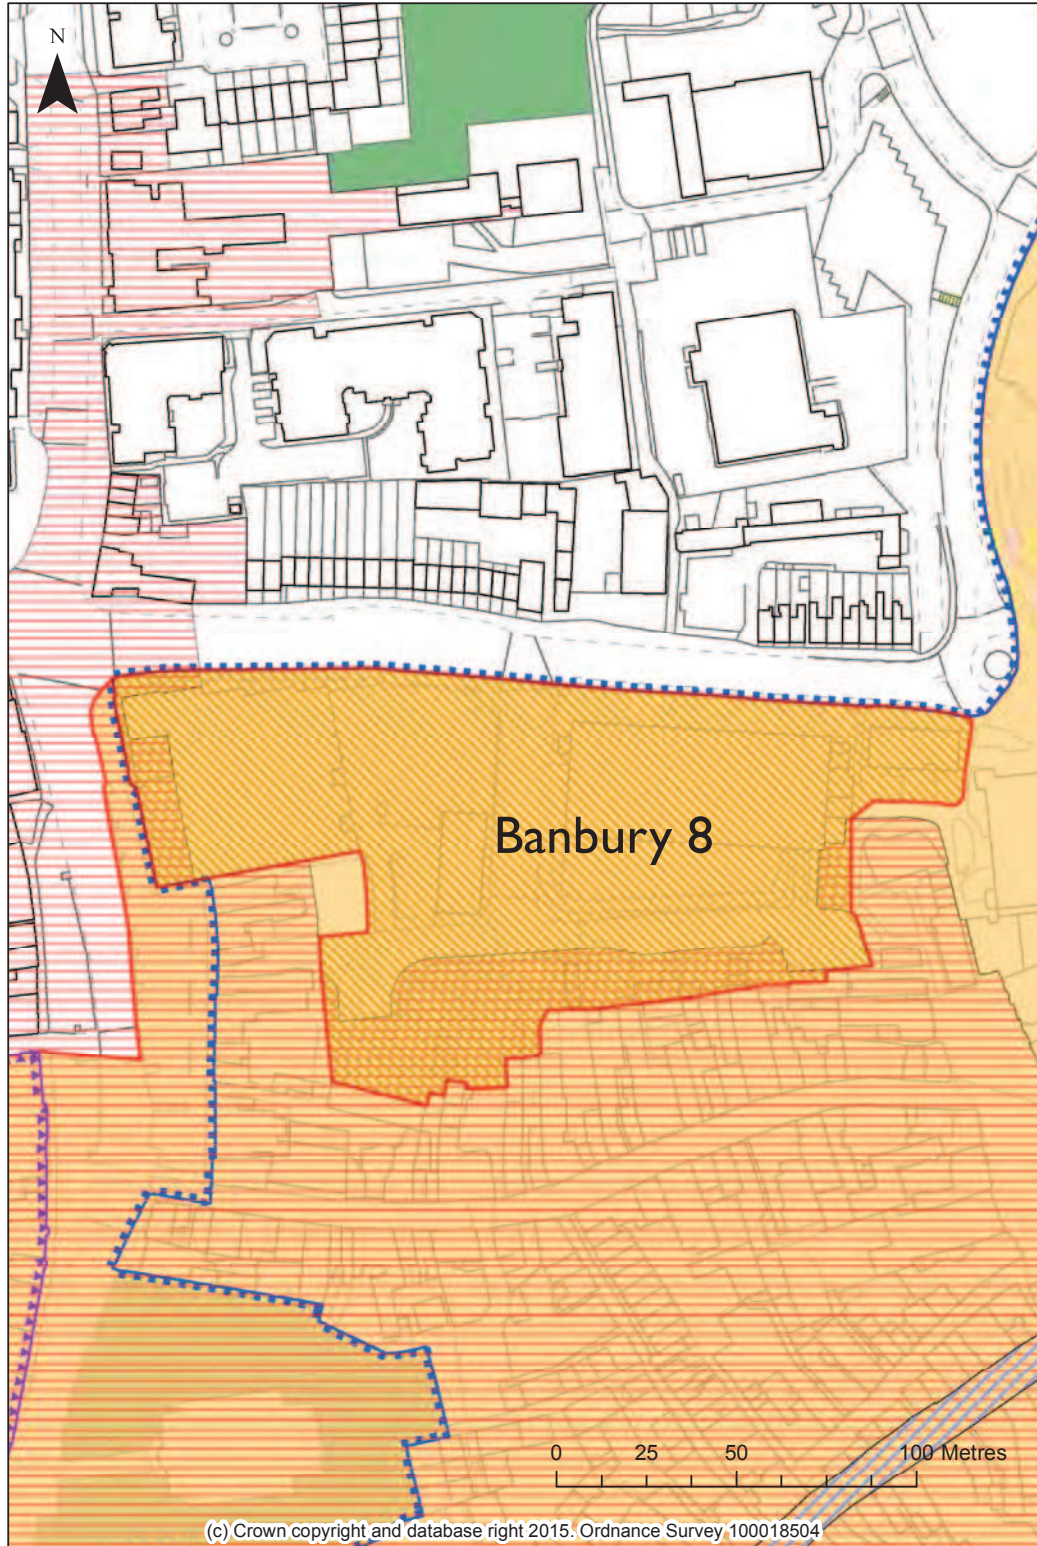 N
Banbury 8
0 25 50 100 Metres
(c) Crown copyright and database right 2015. Ordnance Survey 100018504